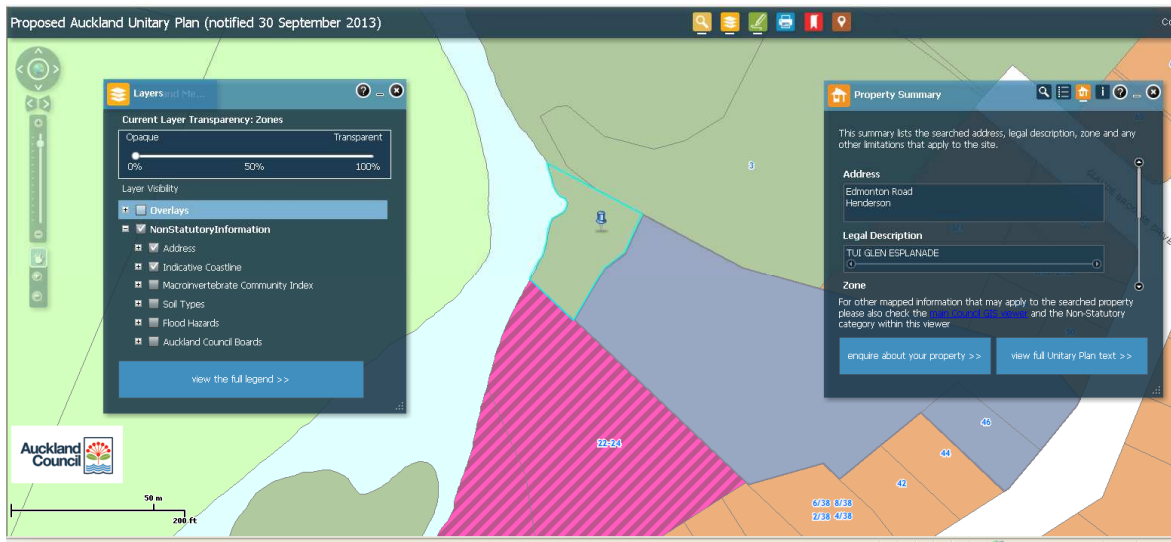 Proposed Auckland Unitary Plan (notified 30 September 2013)
Layers
Current Layer Transparency: Zones
Opaque Transparent
0% 50% 100%
Layer Visibility
Overlays
NonStatutoryInformation
Address
Indicative Coastline
Macroinvertebrate Community Index
Soil Types
Flood Hazards
Auckland Council Boards
view the full legend >>
Property Summary
This summary lists the searched address, legal description, zone and any
other limitations that apply to the site.
Address
Edmonton Road
Henderson
Legal Description
TUI GLEN ESPLANADE
Zone
For other mapped information that may apply to the searched property
please also check the main Council GIS viewer and the Non-Statutory
category within this viewer
enquire about your property >> view full Unitary Plan text >>
3
22-24
46
44
42
6/38 8/38
2/38 4/38
Auckland
Council
50 m
200 ft